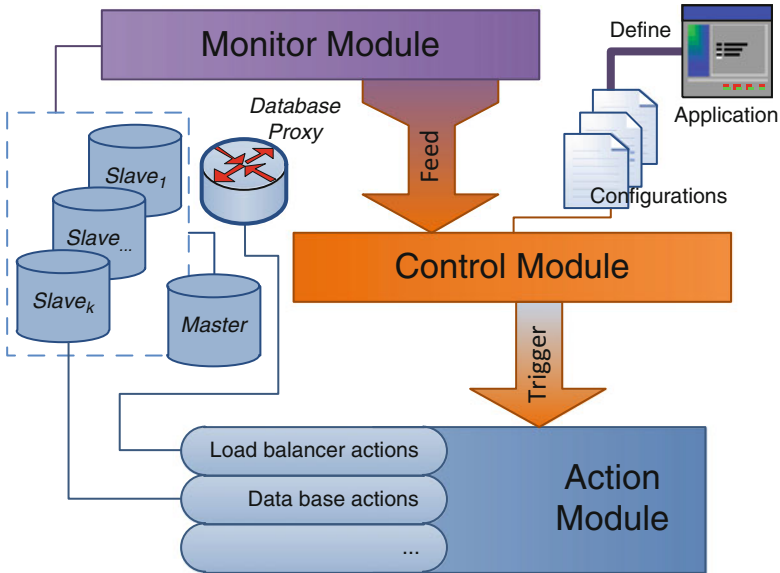 Monitor Module
Define
Application
Database
Proxy
Feed
Slave1
Slave...
Slavek
Configurations
Control Module
Master
Trigger
Load balancer actions
Data base actions
...
Action
Module